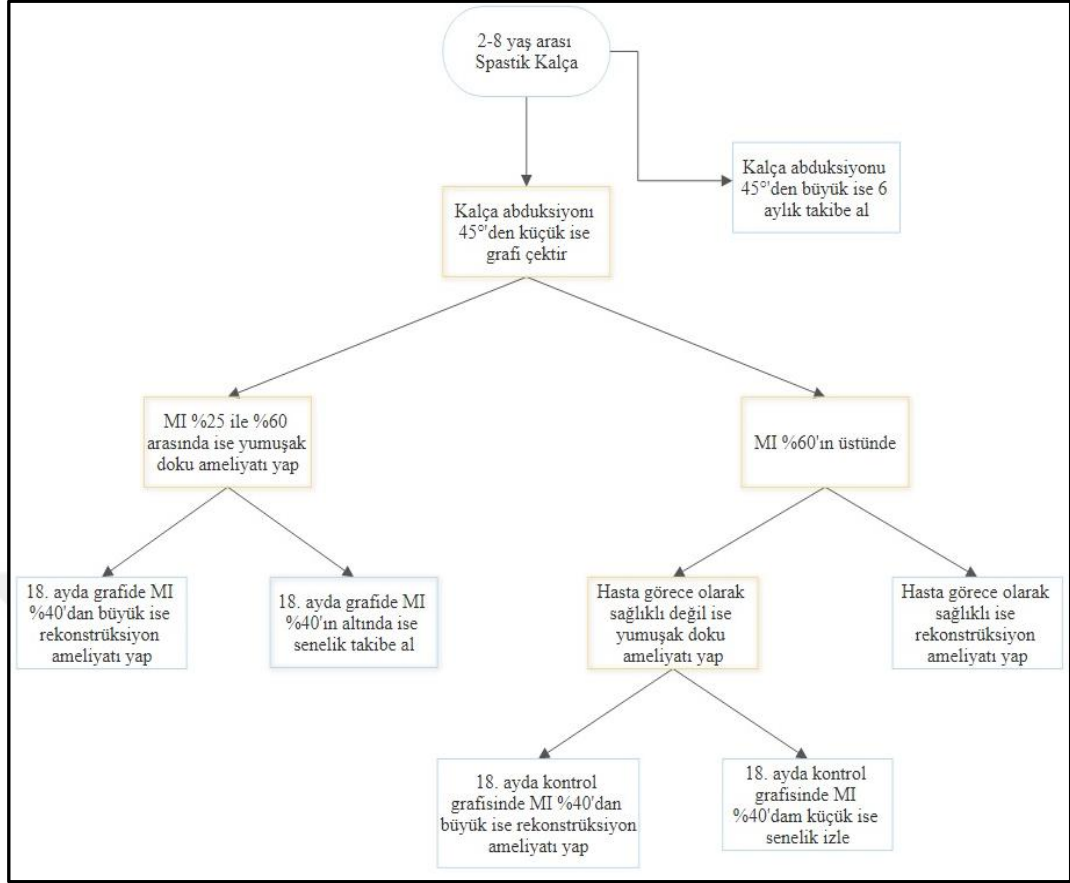 2-8 yaş arası
Spastik Kalça
Kalça abduksiyonu
45°'den büyük ise 6
aylık takibe al
Kalça abduksiyonı
45°'den küçük ise
grafi çektir
MI %25 ile %60
arasında ise yumuşak
doku ameliyatı yap
MI %60'ın üstünde
18. ayda grafide MI
%40'dan büyük ise
rekonstrüksiyon
ameliyatı yap
18. ayda grafide MI
%40'ın altında ise
senelik takibe al
Hasta görece olarak
sağlıklı değil ise
yumuşak doku
ameliyatı yap
Hasta görece olarak
sağlıklı ise
rekonstrüksiyon
ameliyatı yap
18. ayda kontrol
grafisinde MI %40'dan
büyük ise rekonstrüksiyon
ameliyatı yap
18. ayda kontrol
grafisinde MI
%40'dam küçük ise
senelik izle